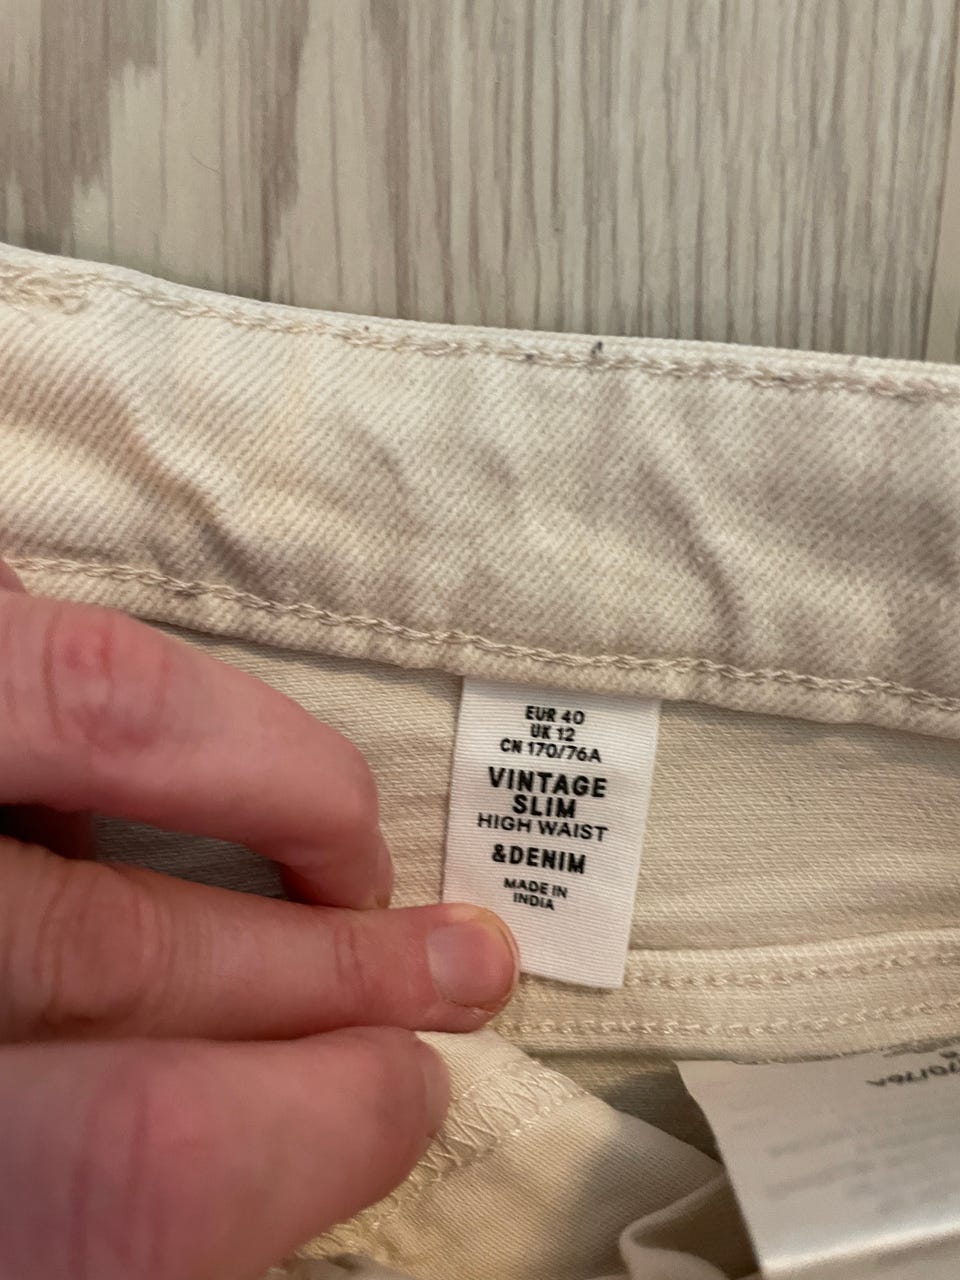 EUR 40
UK 12
CN 170/76A
VINTAGE
SLIM
HIGH WAIST
&DENIM
MADE IN
INDIA